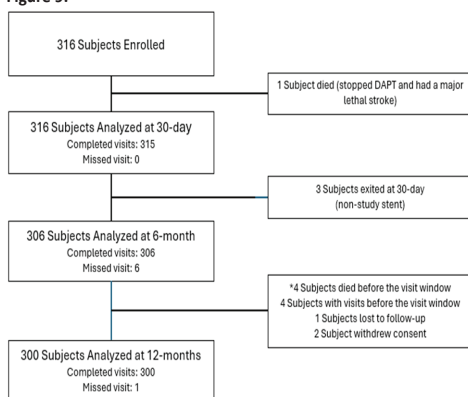 316 Subjects Enrolled
1 Subject died (stopped DAPT and had a major
lethal stroke)
316 Subjects Analyzed at 30-day
Completed visits: 315
Missed visit: 0
3 Subjects exited at 30-day
(non-study stent)
306 Subjects Analyzed at 6-month
Completed visits: 306
Missed visit: 6
*4 Subjects died before the visit window
4 Subjects with visits before the visit window
1 Subjects lost to follow-up
2 Subject withdrew consent
300 Subjects Analyzed at 12-months
Completed visits: 300
Missed visit: 1